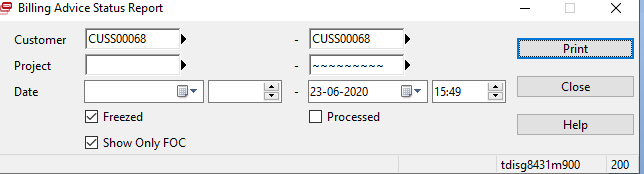 Billing Advice Status Report
Customer CUSS00068 - CUSS00068
Print
Project - ~~~~~~~~~
Date - 23-06-2020 15:49
Close
Freezed Processed
Help
Show Only FOC
tdisg8431m900 200